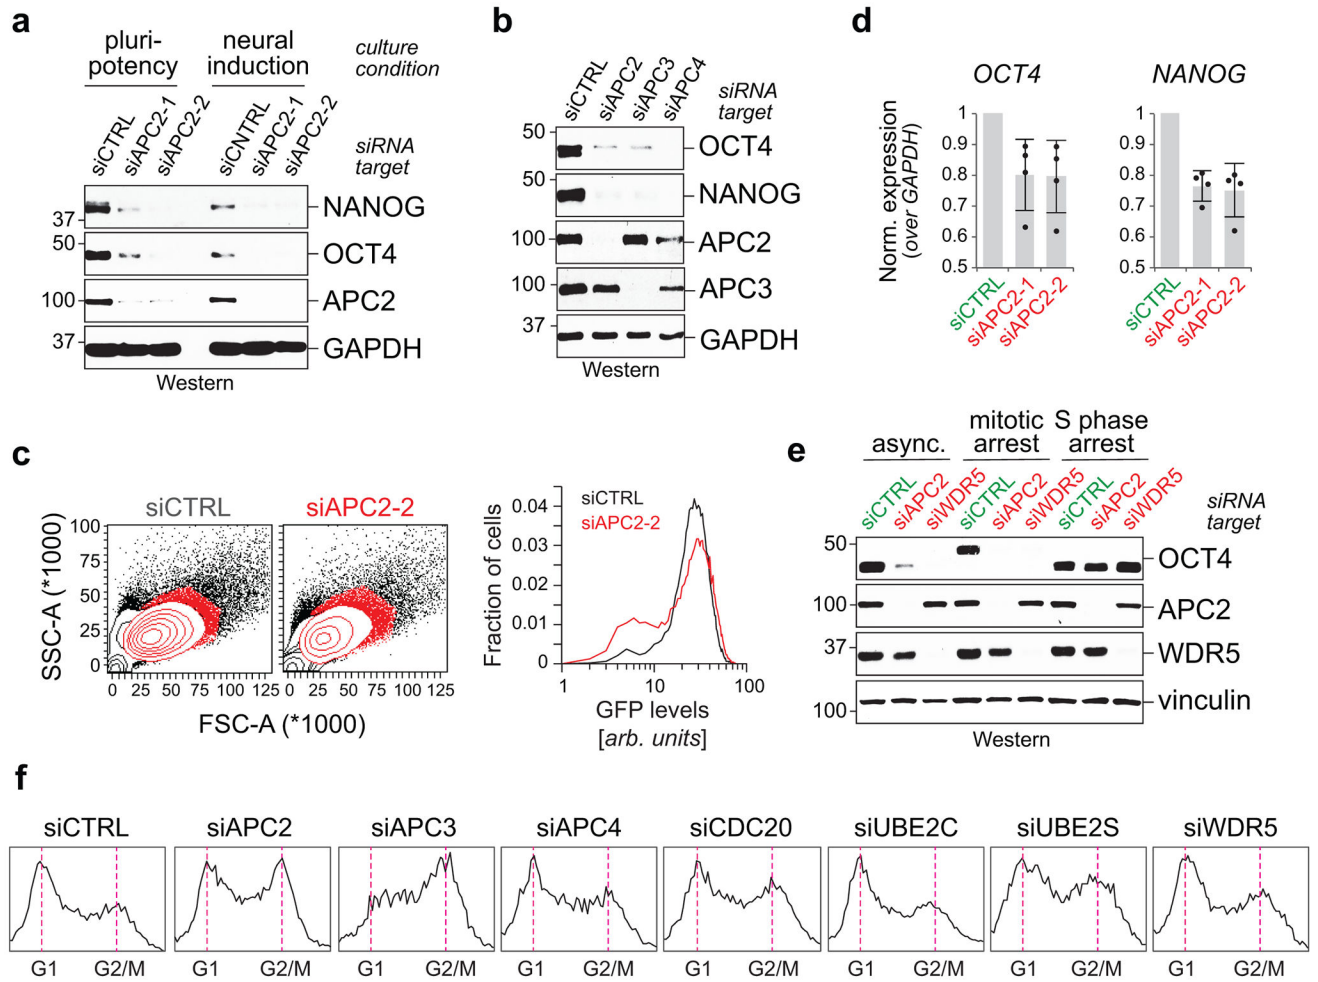 a
pluri-
potency
neural
induction
culture
condition
siCTRL
siAPC2-1
siAPC2-2
siCNTRL
siAPC2-1
siAPC2-2
siRNA
target
NANOG
37
50
OCT4
100
APC2
37
GAPDH
Western
b
siCTRL
siAPC2
siAPC3
siAPC4
siRNA
target
50
OCT4
50
NANOG
100
APC2
100
APC3
37
GAPDH
Western
d
OCT4
NANOG
Norm. expression
(over GAPDH)
1
0.9
0.8
0.7
0.6
0.5
siCTRL
siAPC2-1
siAPC2-2
1
0.9
0.8
0.7
0.6
0.5
siCTRL
siAPC2-1
siAPC2-2
c
siCTRL
siAPC2-2
SSC-A (*1000)
100
75
50
25
0
0 25 50 75 100 125
0 25 50 75 100 125
FSC-A (*1000)
Fraction of cells
0.04
0.03
0.02
0.01
0
siCTRL
siAPC2-2
1 10 100
GFP levels
[arb. units]
e
async.
mitotic
arrest
S phase
arrest
siCTRL
siAPC2
siWDR5
siCTRL
siAPC2
siWDR5
siCTRL
siAPC2
siWDR5
siRNA
target
50
OCT4
100
APC2
37
WDR5
vinculin
100
Western
f
siCTRL
siAPC2
siAPC3
siAPC4
siCDC20
siUBE2C
siUBE2S
siWDR5
G1 G2/M
G1 G2/M
G1 G2/M
G1 G2/M
G1 G2/M
G1 G2/M
G1 G2/M
G1 G2/M